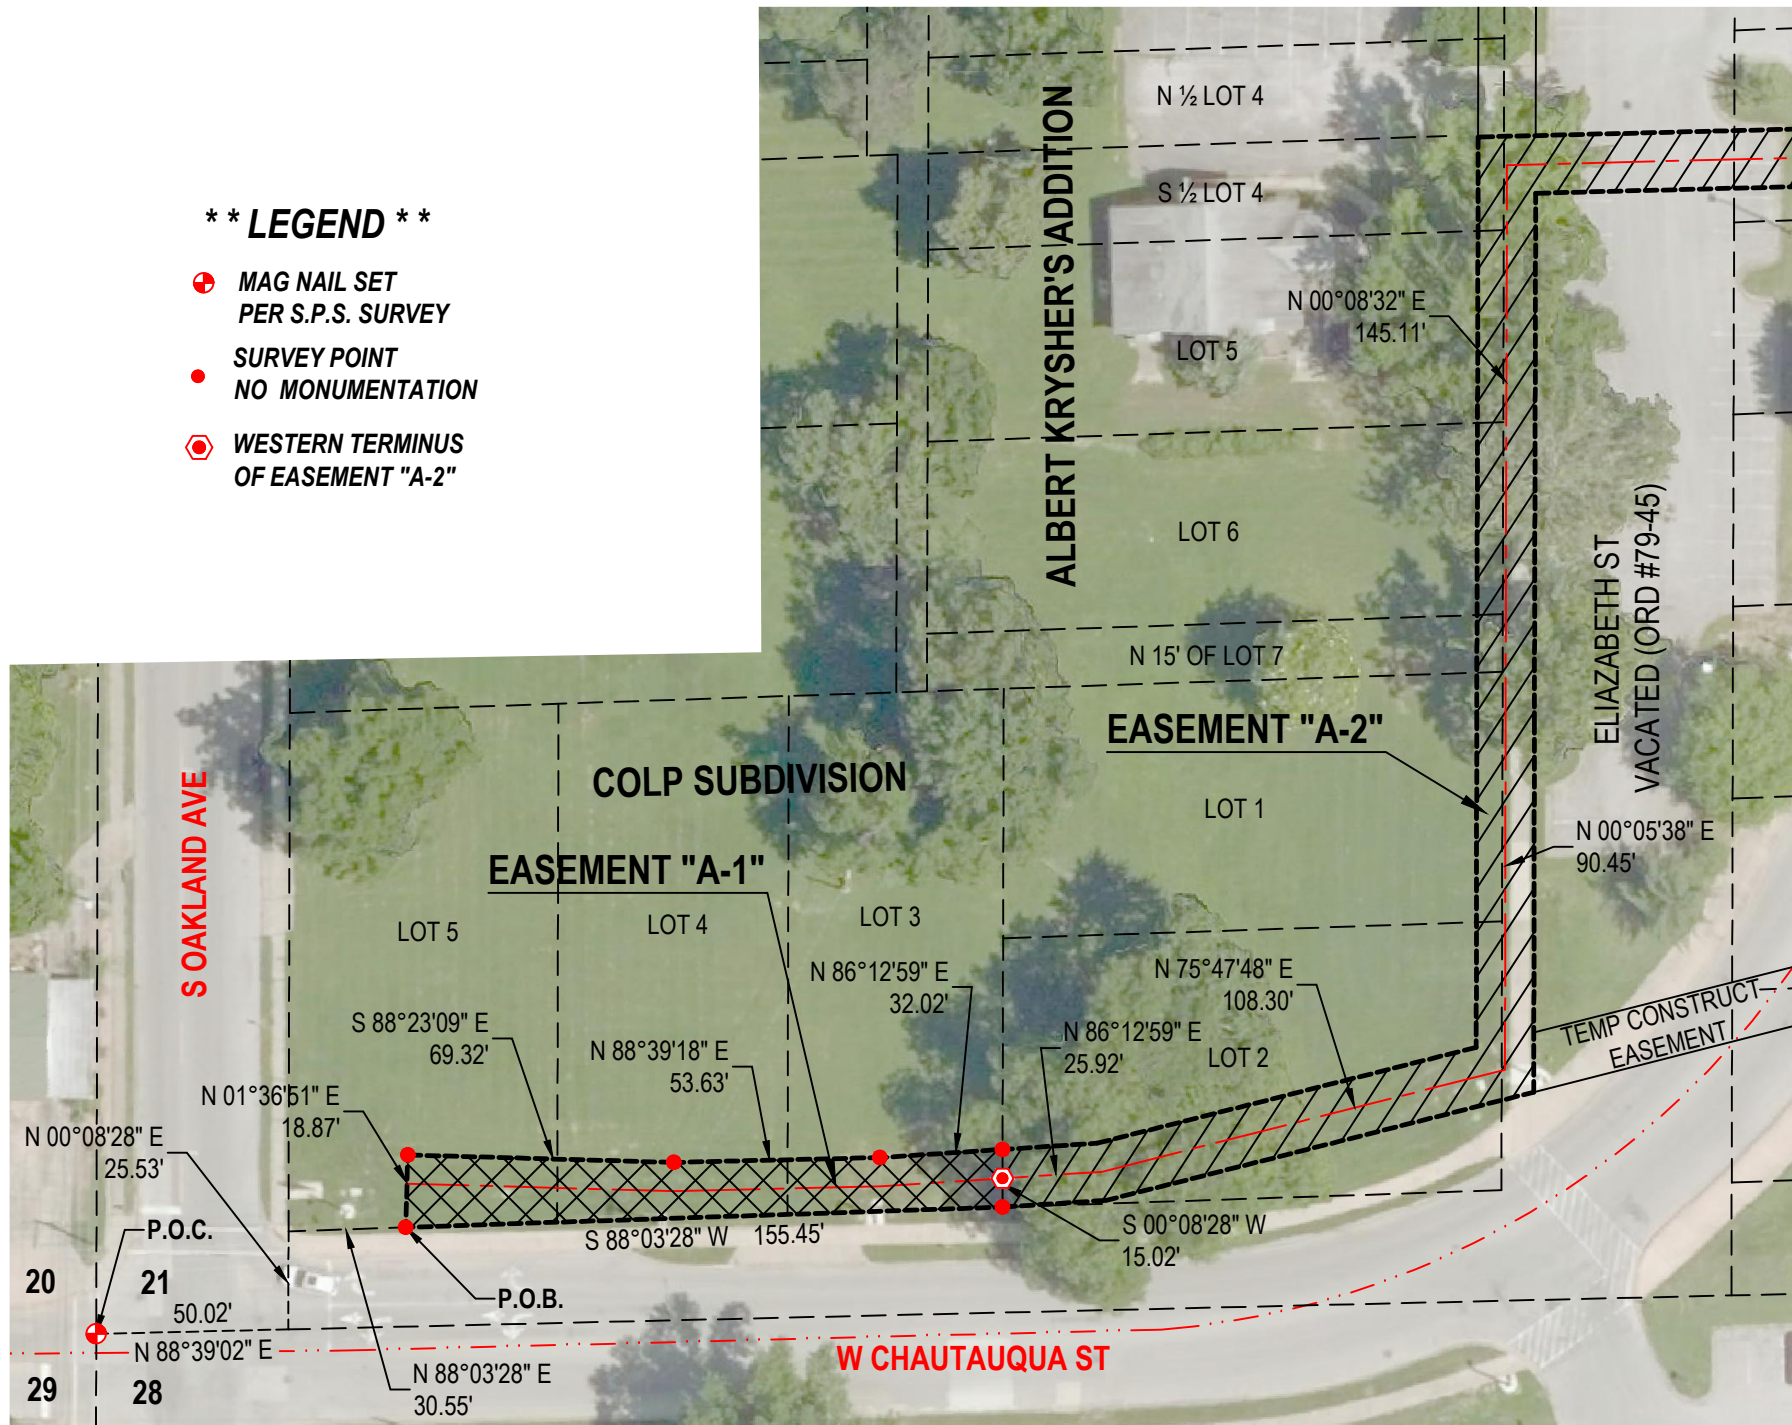 * * LEGEND * *
MAG NAIL SET
PER S.P.S. SURVEY
SURVEY POINT
NO MONUMENTATION
WESTERN TERMINUS
OF EASEMENT "A-2"
N ½ LOT 4
S ½ LOT 4
ALBERT KRYSHER'S ADDITION
N 00°08'32" E
145.11'
LOT 5
LOT 6
N 15' OF LOT 7
ELIAZABETH ST
VACATED (ORD #79-45)
EASEMENT "A-2"
COLP SUBDIVISION
LOT 1
N 00°05'38" E
90.45'
S OAKLAND AVE
EASEMENT "A-1"
LOT 5
LOT 4
LOT 3
N 86°12'59" E
32.02'
N 75°47'48" E
108.30'
S 88°23'09" E
69.32'
N 88°39'18" E
53.63'
N 86°12'59" E
25.92'
LOT 2
TEMP CONSTRUCT
EASEMENT
N 01°36'51" E
18.87'
N 00°08'28" E
25.53'
P.O.C.
S 88°03'28" W 155.45'
S 00°08'28" W
15.02'
20
21
50.02'
P.O.B.
N 88°39'02" E
W CHAUTAUQUA ST
29
28
N 88°03'28" E
30.55'